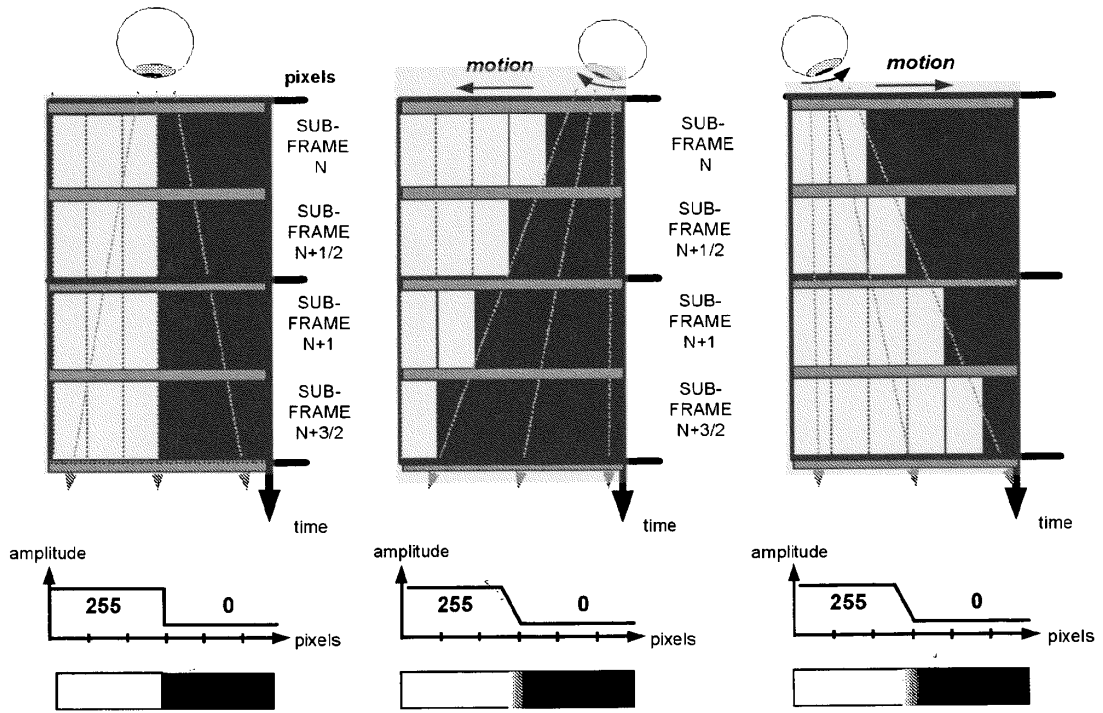 pixels
SUB-
FRAME
N
SUB-
FRAME
N+1/2
SUB-
FRAME
N+1
SUB-
FRAME
N+3/2
time
motion
SUB-
FRAME
N
SUB-
FRAME
N+1/2
SUB-
FRAME
N+1
SUB-
FRAME
N+3/2
time
motion
time
amplitude
255 0
pixels
amplitude
255 0
pixels
amplitude
255 0
pixels